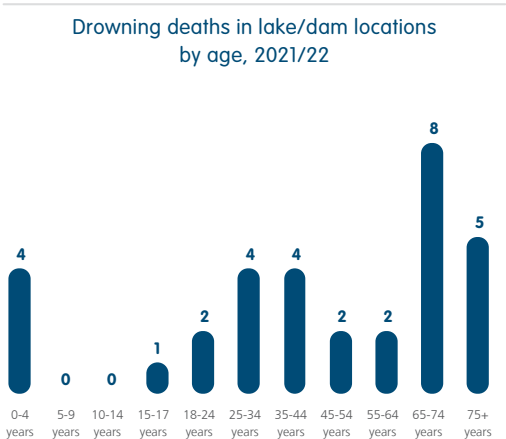 Drowning deaths in lake/dam locations
by age, 2021/22
8
5
4
4
4
2
2
2
1
0
0
0-4 5-9 10-14 15-17 18-24 25-34 35-44 45-54 55-64 65-74 75+
years years years years years years years years years years years